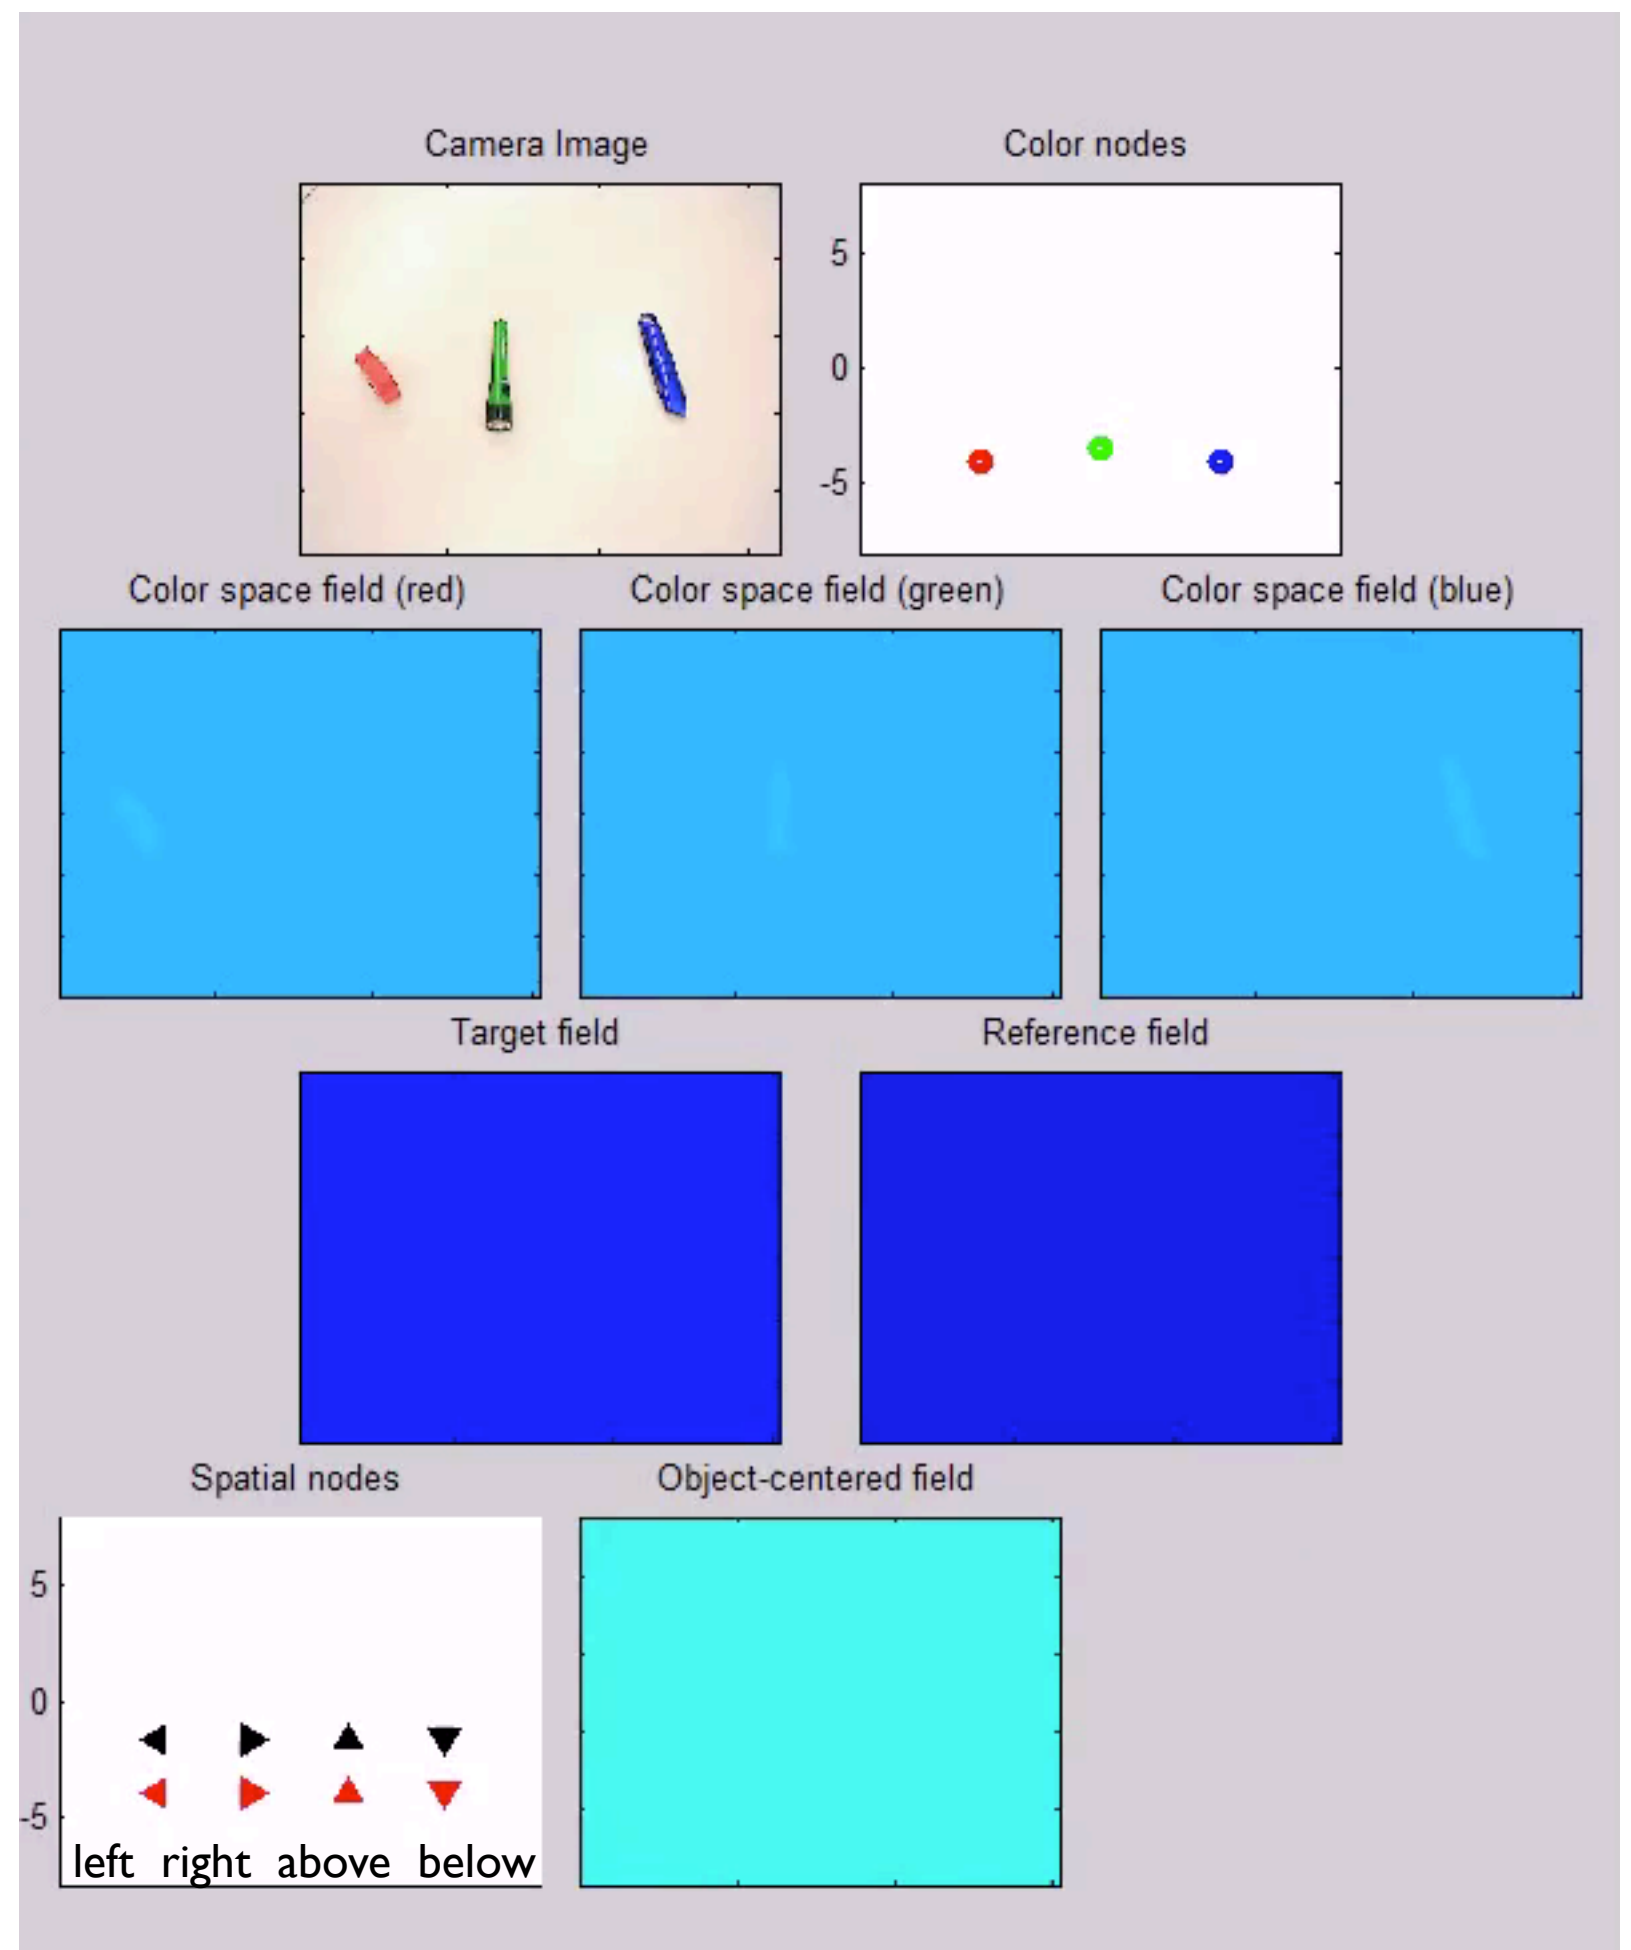 Camera Image
Color nodes
5
0
-5
Color space field (red)
Color space field (green)
Color space field (blue)
Target field
Reference field
Spatial nodes
Object-centered field
5
0
-5
left right above below